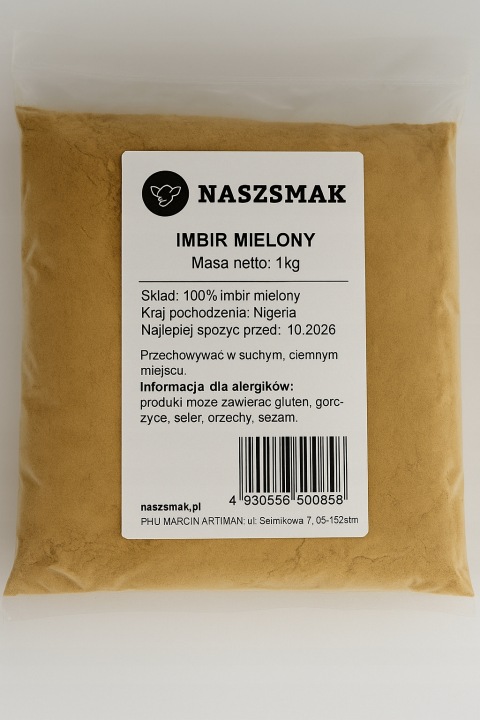 NASZSMAK
IMBIR MIELONY
Masa netto: 1kg
Sklad: 100% imbir mielony
Kraj pochodzenia: Nigeria
Najlepiej spozyc przed: 10.2026
Przechowywać w suchym, ciemnym
miejscu.
Informacja dla alergików:
produki moze zawierac gluten, gorc-
zyce, seler, orzechy, sezam.
4 930556 500858
naszsmak,pl
PHU MARCIN ARTIMAN: ul: Seimikowa 7, 05-152stm